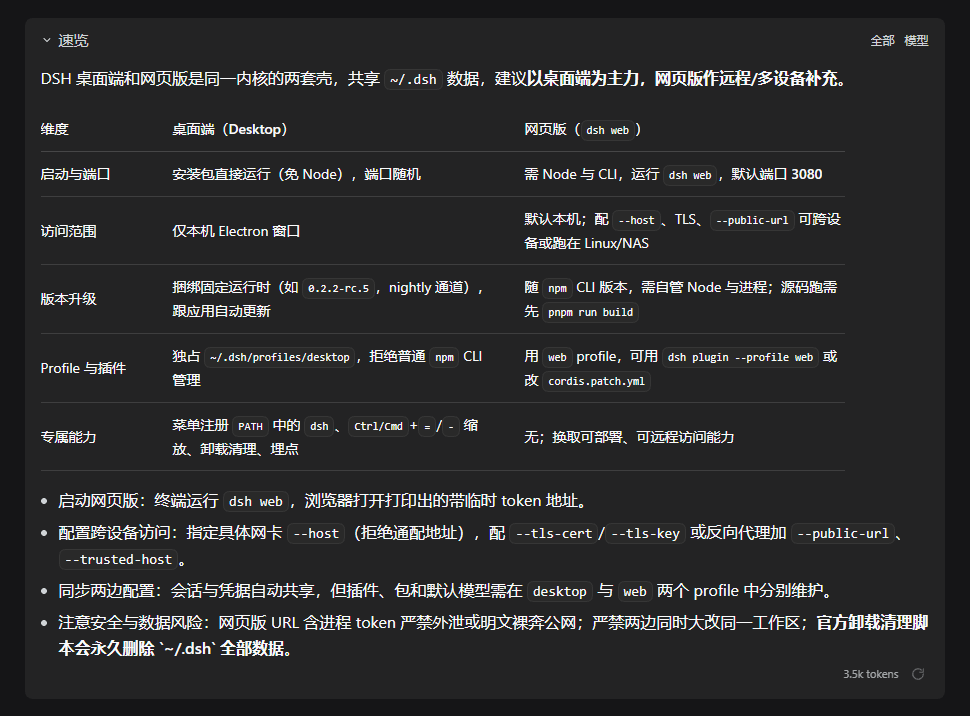 速览
全部 模型
DSH 桌面端和网页版是同一内核的两套壳，共享 ~/.dsh 数据，建议以桌面端为主力，网页版作远程/多设备补充。
维度 桌面端（Desktop） 网页版（dsh web）
启动与端口 安装包直接运行（免 Node），端口随机 需 Node 与 CLI，运行 dsh web，默认端口 3080
访问范围 仅本机 Electron 窗口 默认本机；配 --host、TLS、--public-url 可跨设
备或跑在 Linux/NAS
版本升级 捆绑固定运行时（如 0.2.2-rc.5，nightly 通道），
跟应用自动更新
随 npm CLI 版本，需自管 Node 与进程；源码跑需
先 pnpm run build
Profile 与插件 独占 ~/.dsh/profiles/desktop，拒绝普通 npm CLI
管理
用 web profile，可用 dsh plugin --profile web 或
改 cordis.patch.yml
专属能力 菜单注册 PATH 中的 dsh、Ctrl/Cmd + = / - 缩
放、卸载清理、埋点
无；换取可部署、可远程访问能力
• 启动网页版：终端运行 dsh web，浏览器打开打印出的带临时 token 地址。
• 配置跨设备访问：指定具体网卡 --host（拒绝通配地址），配 --tls-cert / --tls-key 或反向代理加 --public-url、
--trusted-host。
• 同步两边配置：会话与凭据自动共享，但插件、包和默认模型需在 desktop 与 web 两个 profile 中分别维护。
• 注意安全与数据风险：网页版 URL 含进程 token 严禁外泄或明文裸奔公网；严禁两边同时大改同一工作区；官方卸载清理脚
本会永久删除 `~/.dsh` 全部数据。
3.5k tokens